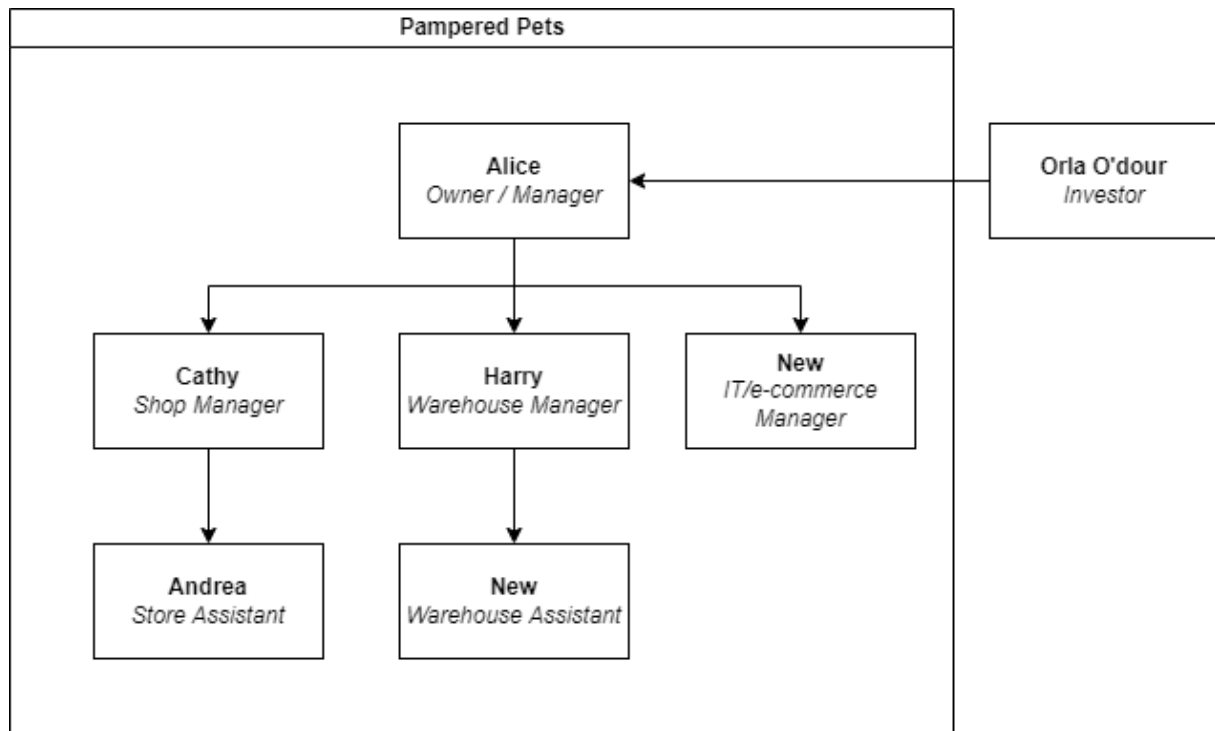 Pampered Pets
Alice
Owner / Manager
Orla O'dour
Investor
Cathy
Shop Manager
Harry
Warehouse Manager
New
IT/e-commerce
Manager
Andrea
Store Assistant
New
Warehouse Assistant